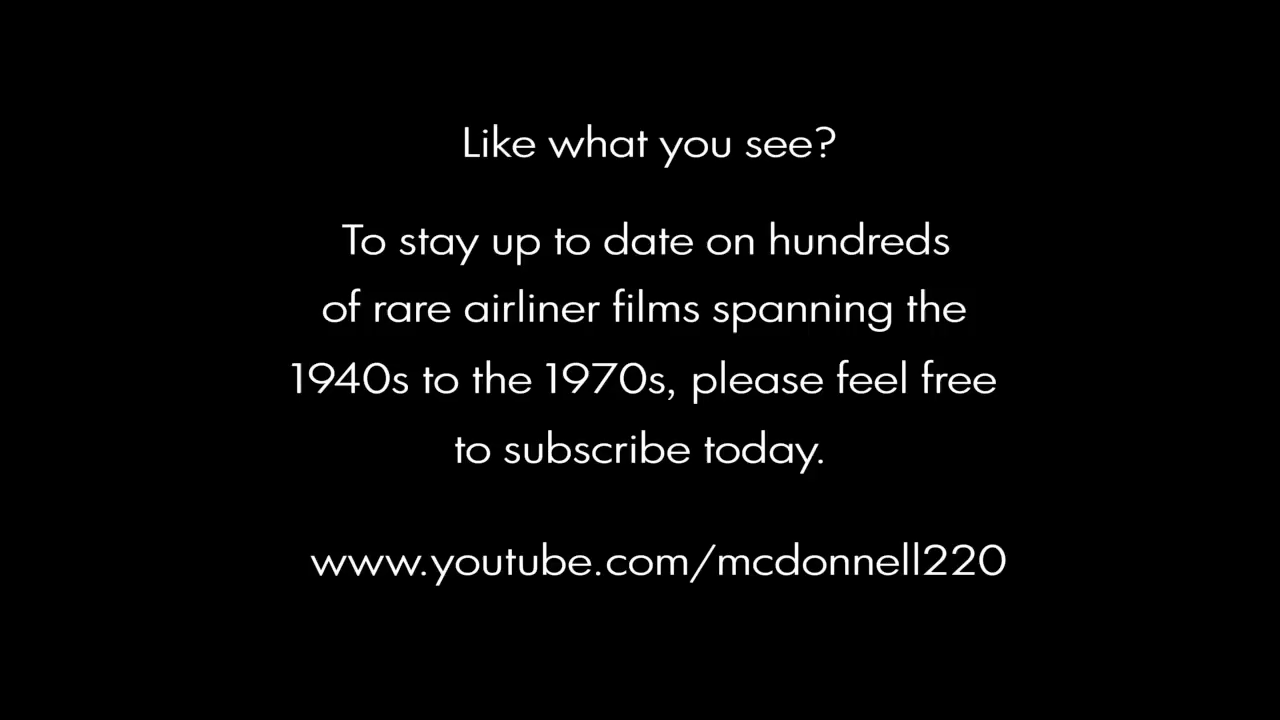 Like what you see?
To stay up to date on hundreds
of rare airliner films spanning the
1940s to the 1970s, please feel free
to subscribe today.
www.youtube.com/mcdonnell220